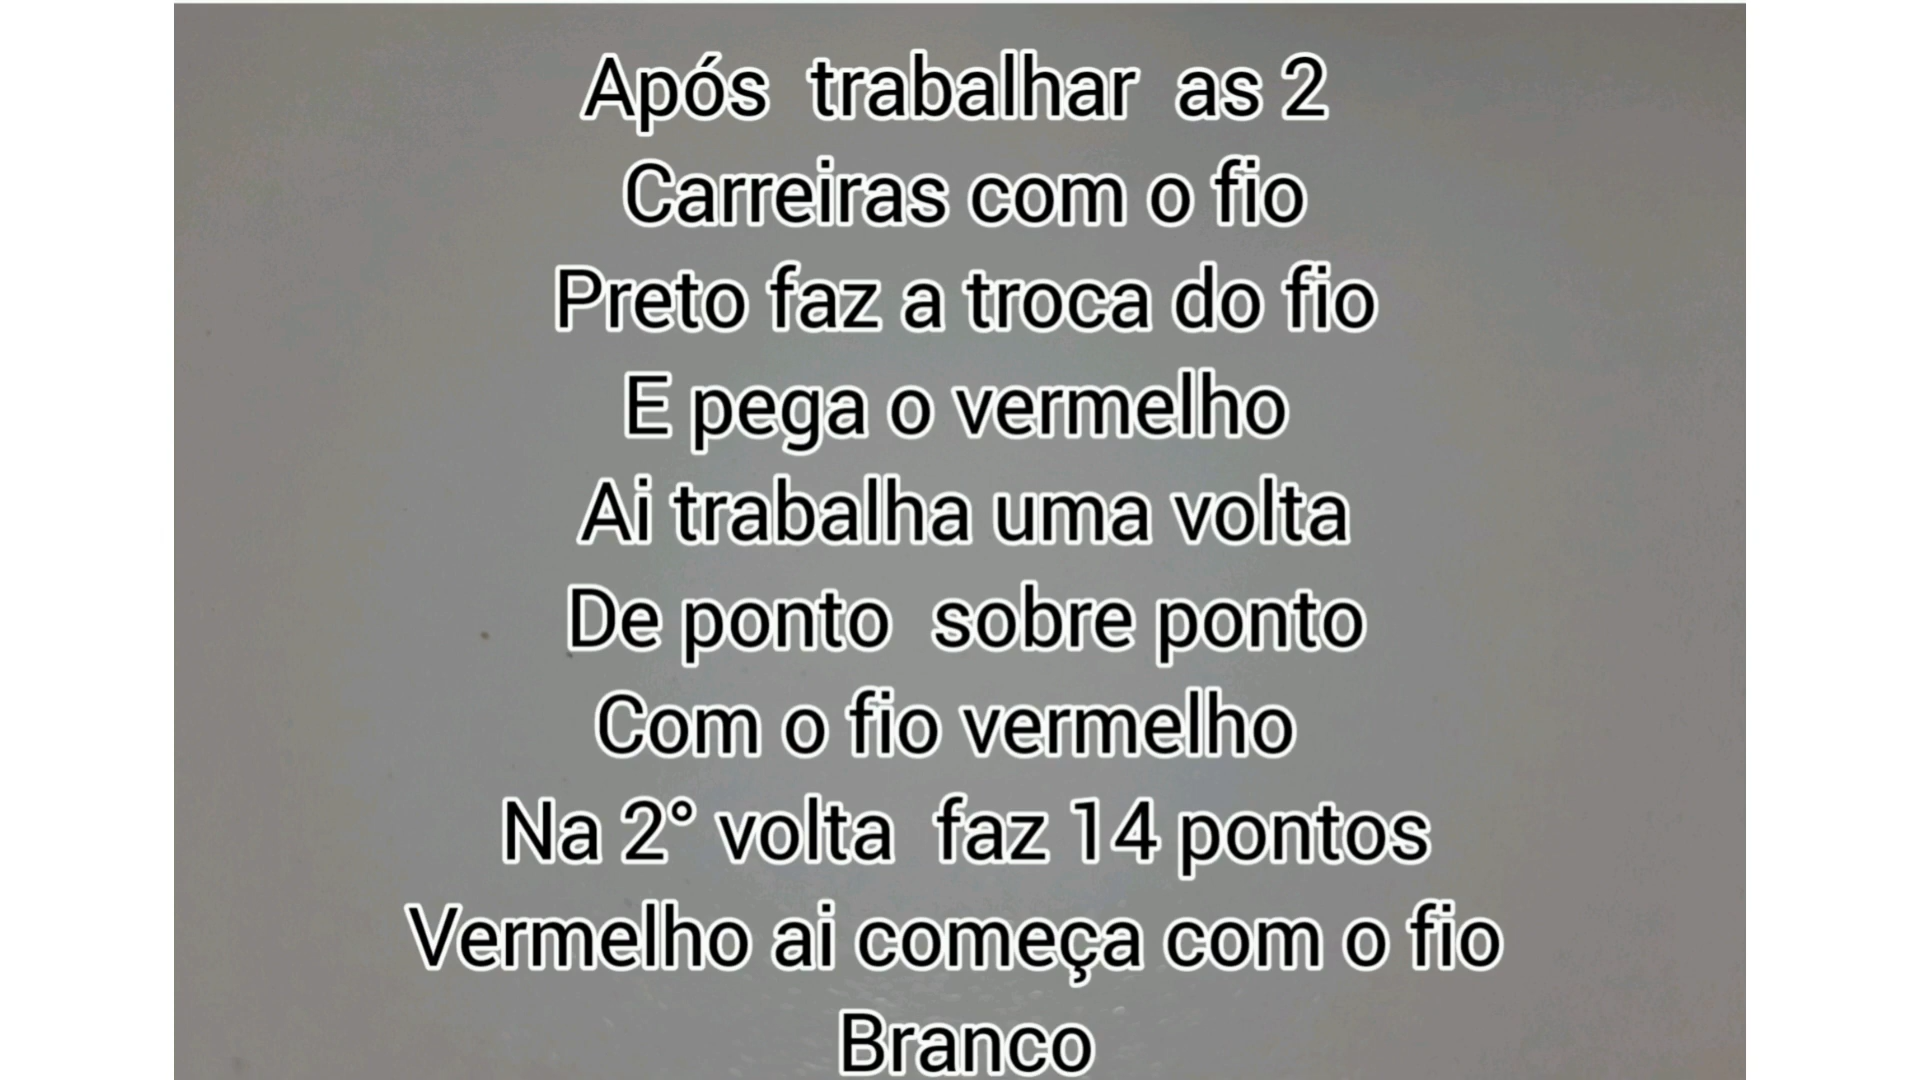 Após trabalhar as 2
Carreiras com o fio
Preto faz a troca do fio
E pega o vermelho
Ai trabalha uma volta
De ponto sobre ponto
Com o fio vermelho
Na 2° volta faz 14 pontos
Vermelho ai começa com o fio
Branco